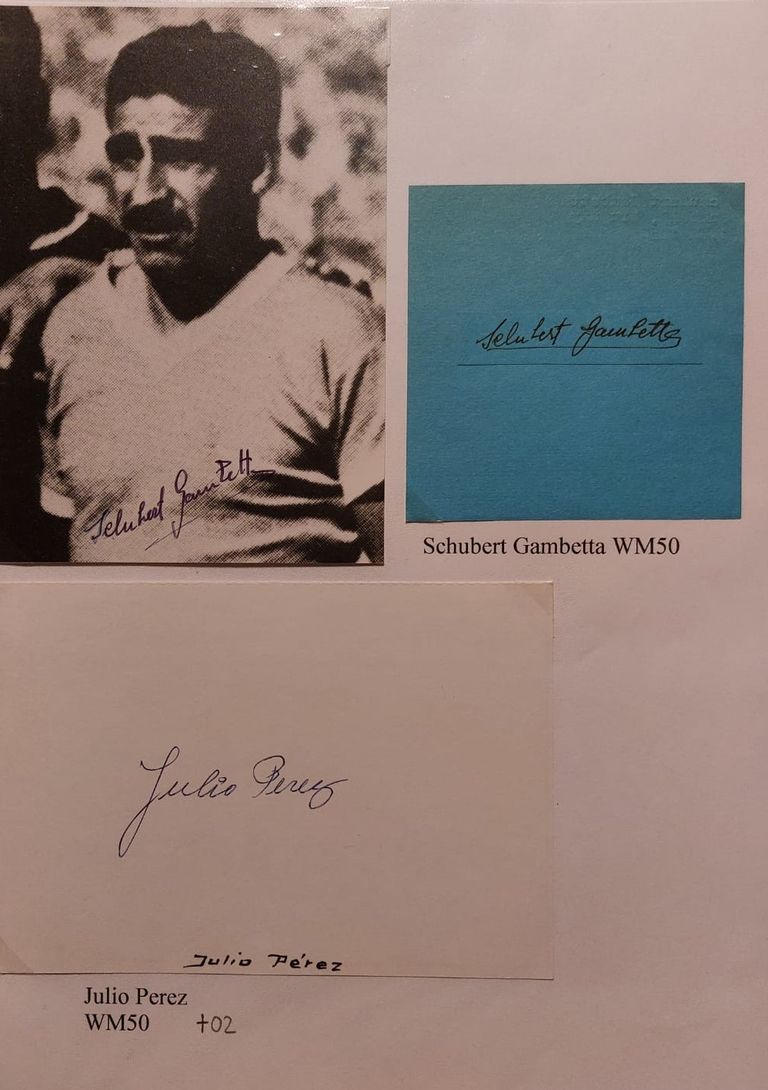 Schubert Gambetta
Schubert Gambetta
Schubert Gambetta WM50
Julio Perez
Julio Pérez
Julio Perez
WM50 †02